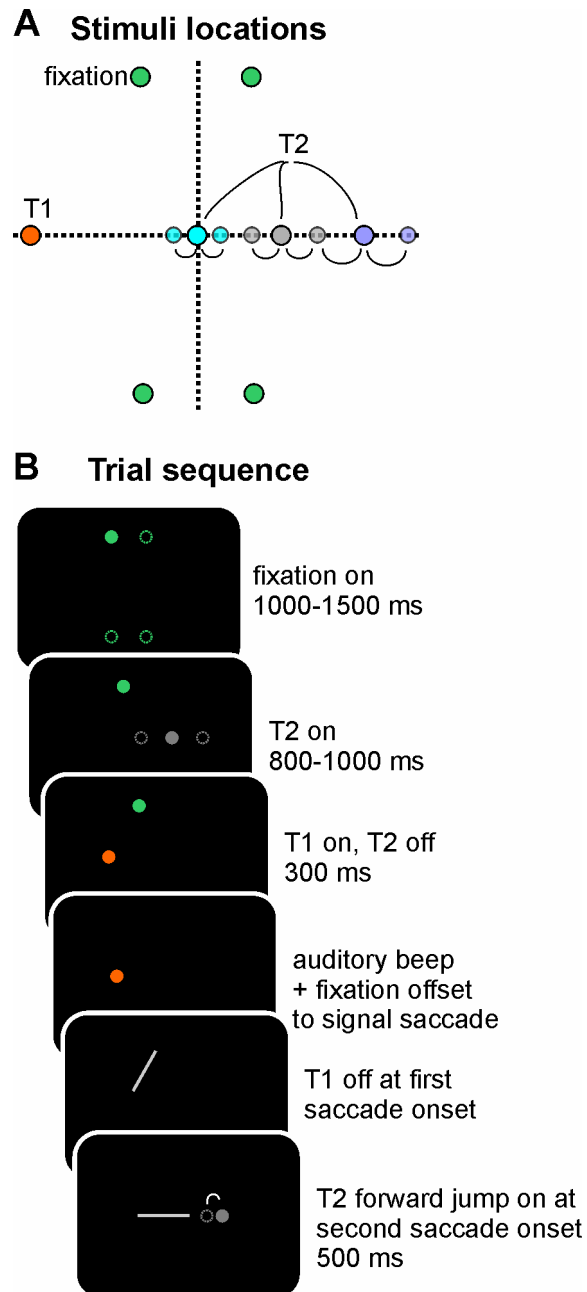 A Stimuli locations
fixation
T2
T1
B Trial sequence
fixation on
1000-1500 ms
T2 on
800-1000 ms
T1 on, T2 off
300 ms
auditory beep
+ fixation offset
to signal saccade
T1 off at first
saccade onset
T2 forward jump on at
second saccade onset
500 ms